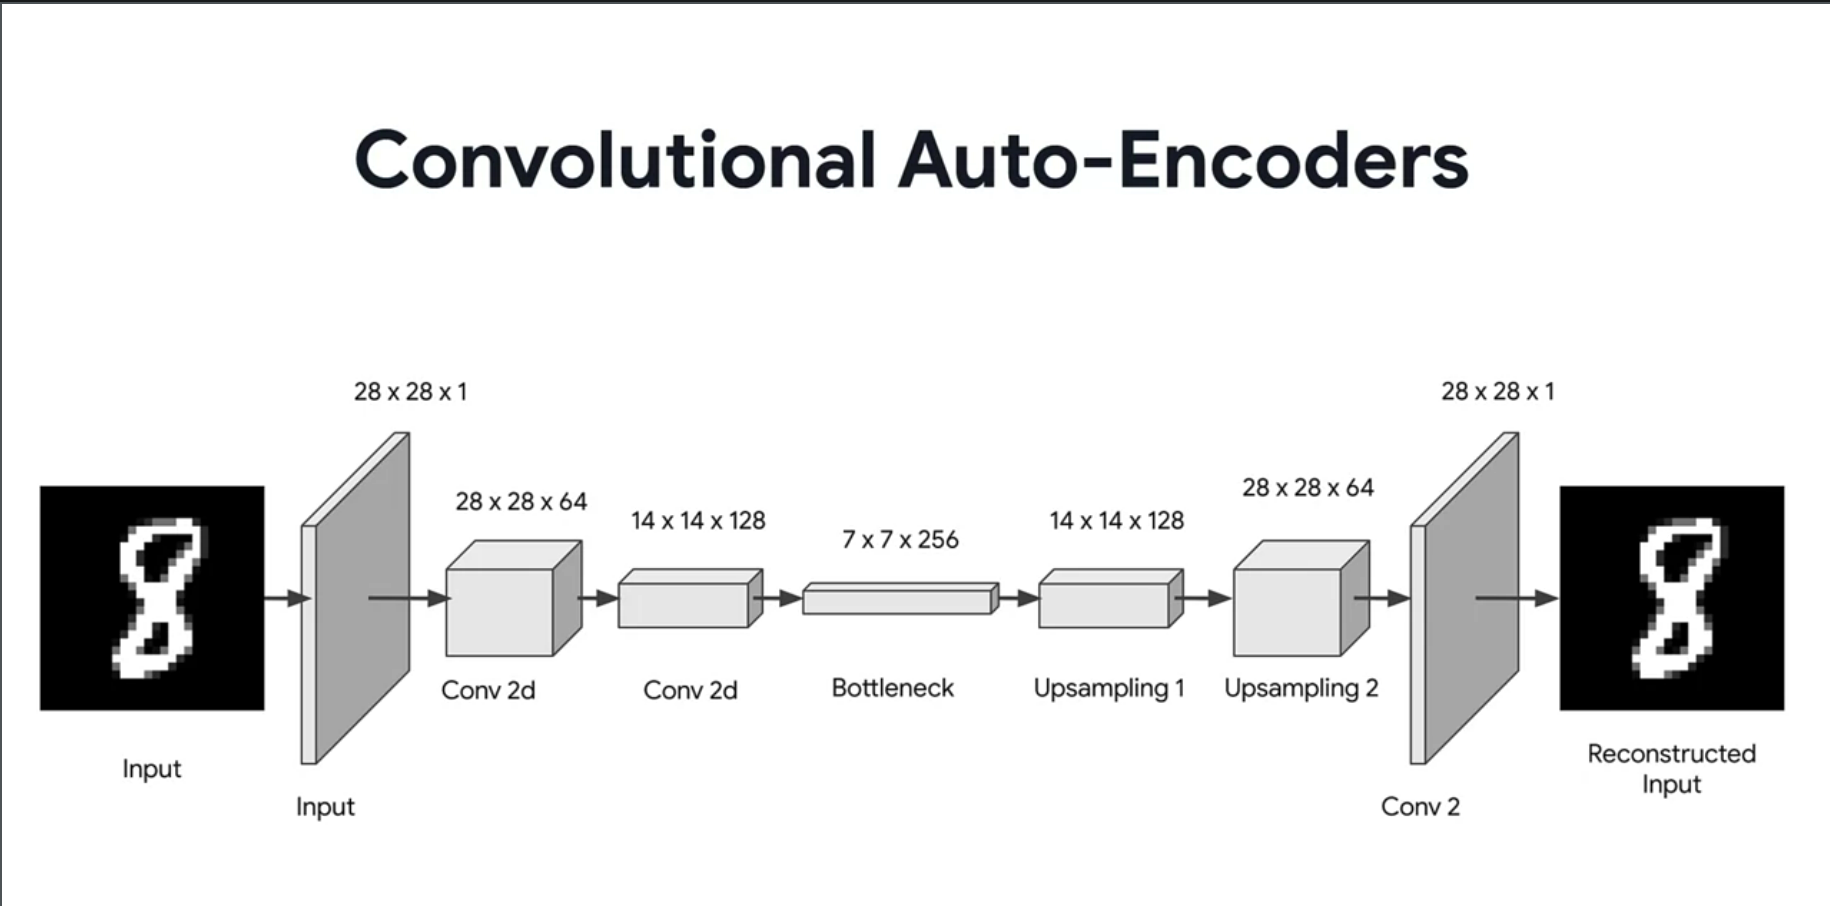 Convolutional Auto-Encoders
28 x 28 x 1
28 x 28 x 64
14 x 14 x 128
7 x 7 x 256
14 x 14 x 128
28 x 28 x 64
28 x 28 x 1
Input
Input
Conv 2d
Conv 2d
Bottleneck
Upsampling 1
Upsampling 2
Conv 2
Reconstructed
Input